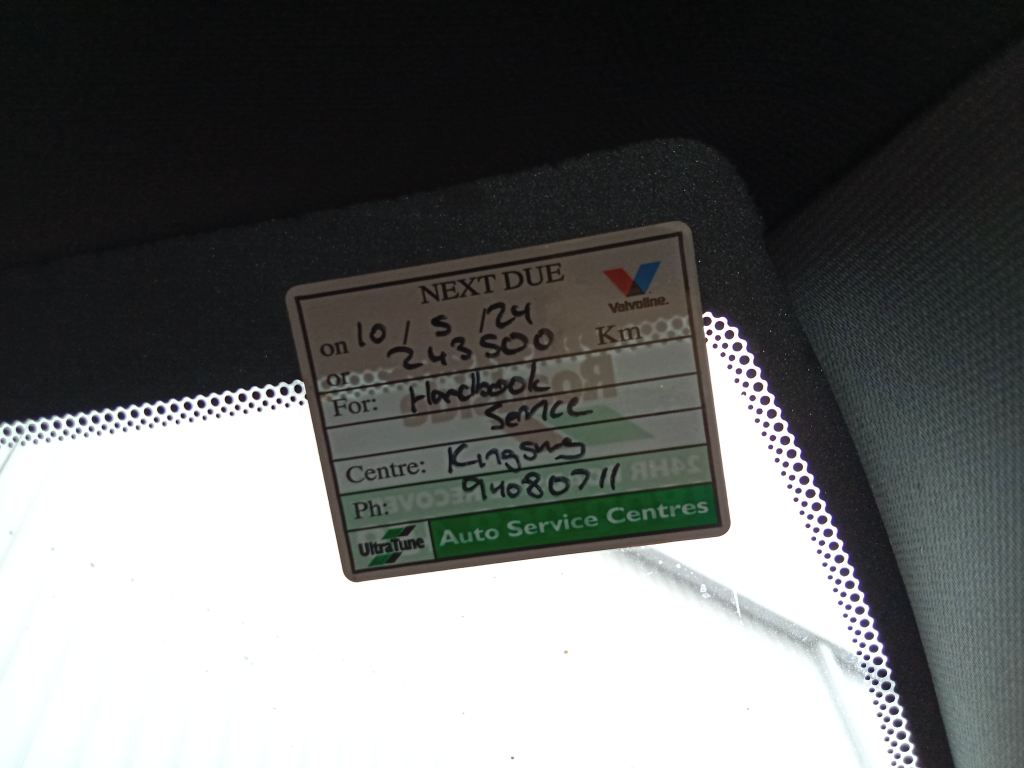 NEXT DUE
Valvoline.
on 10 / 5 / 24
or 243500 Km
For: Handbook
Service
Centre: Kingsway
Ph: 94080711
UltraTune Auto Service Centres